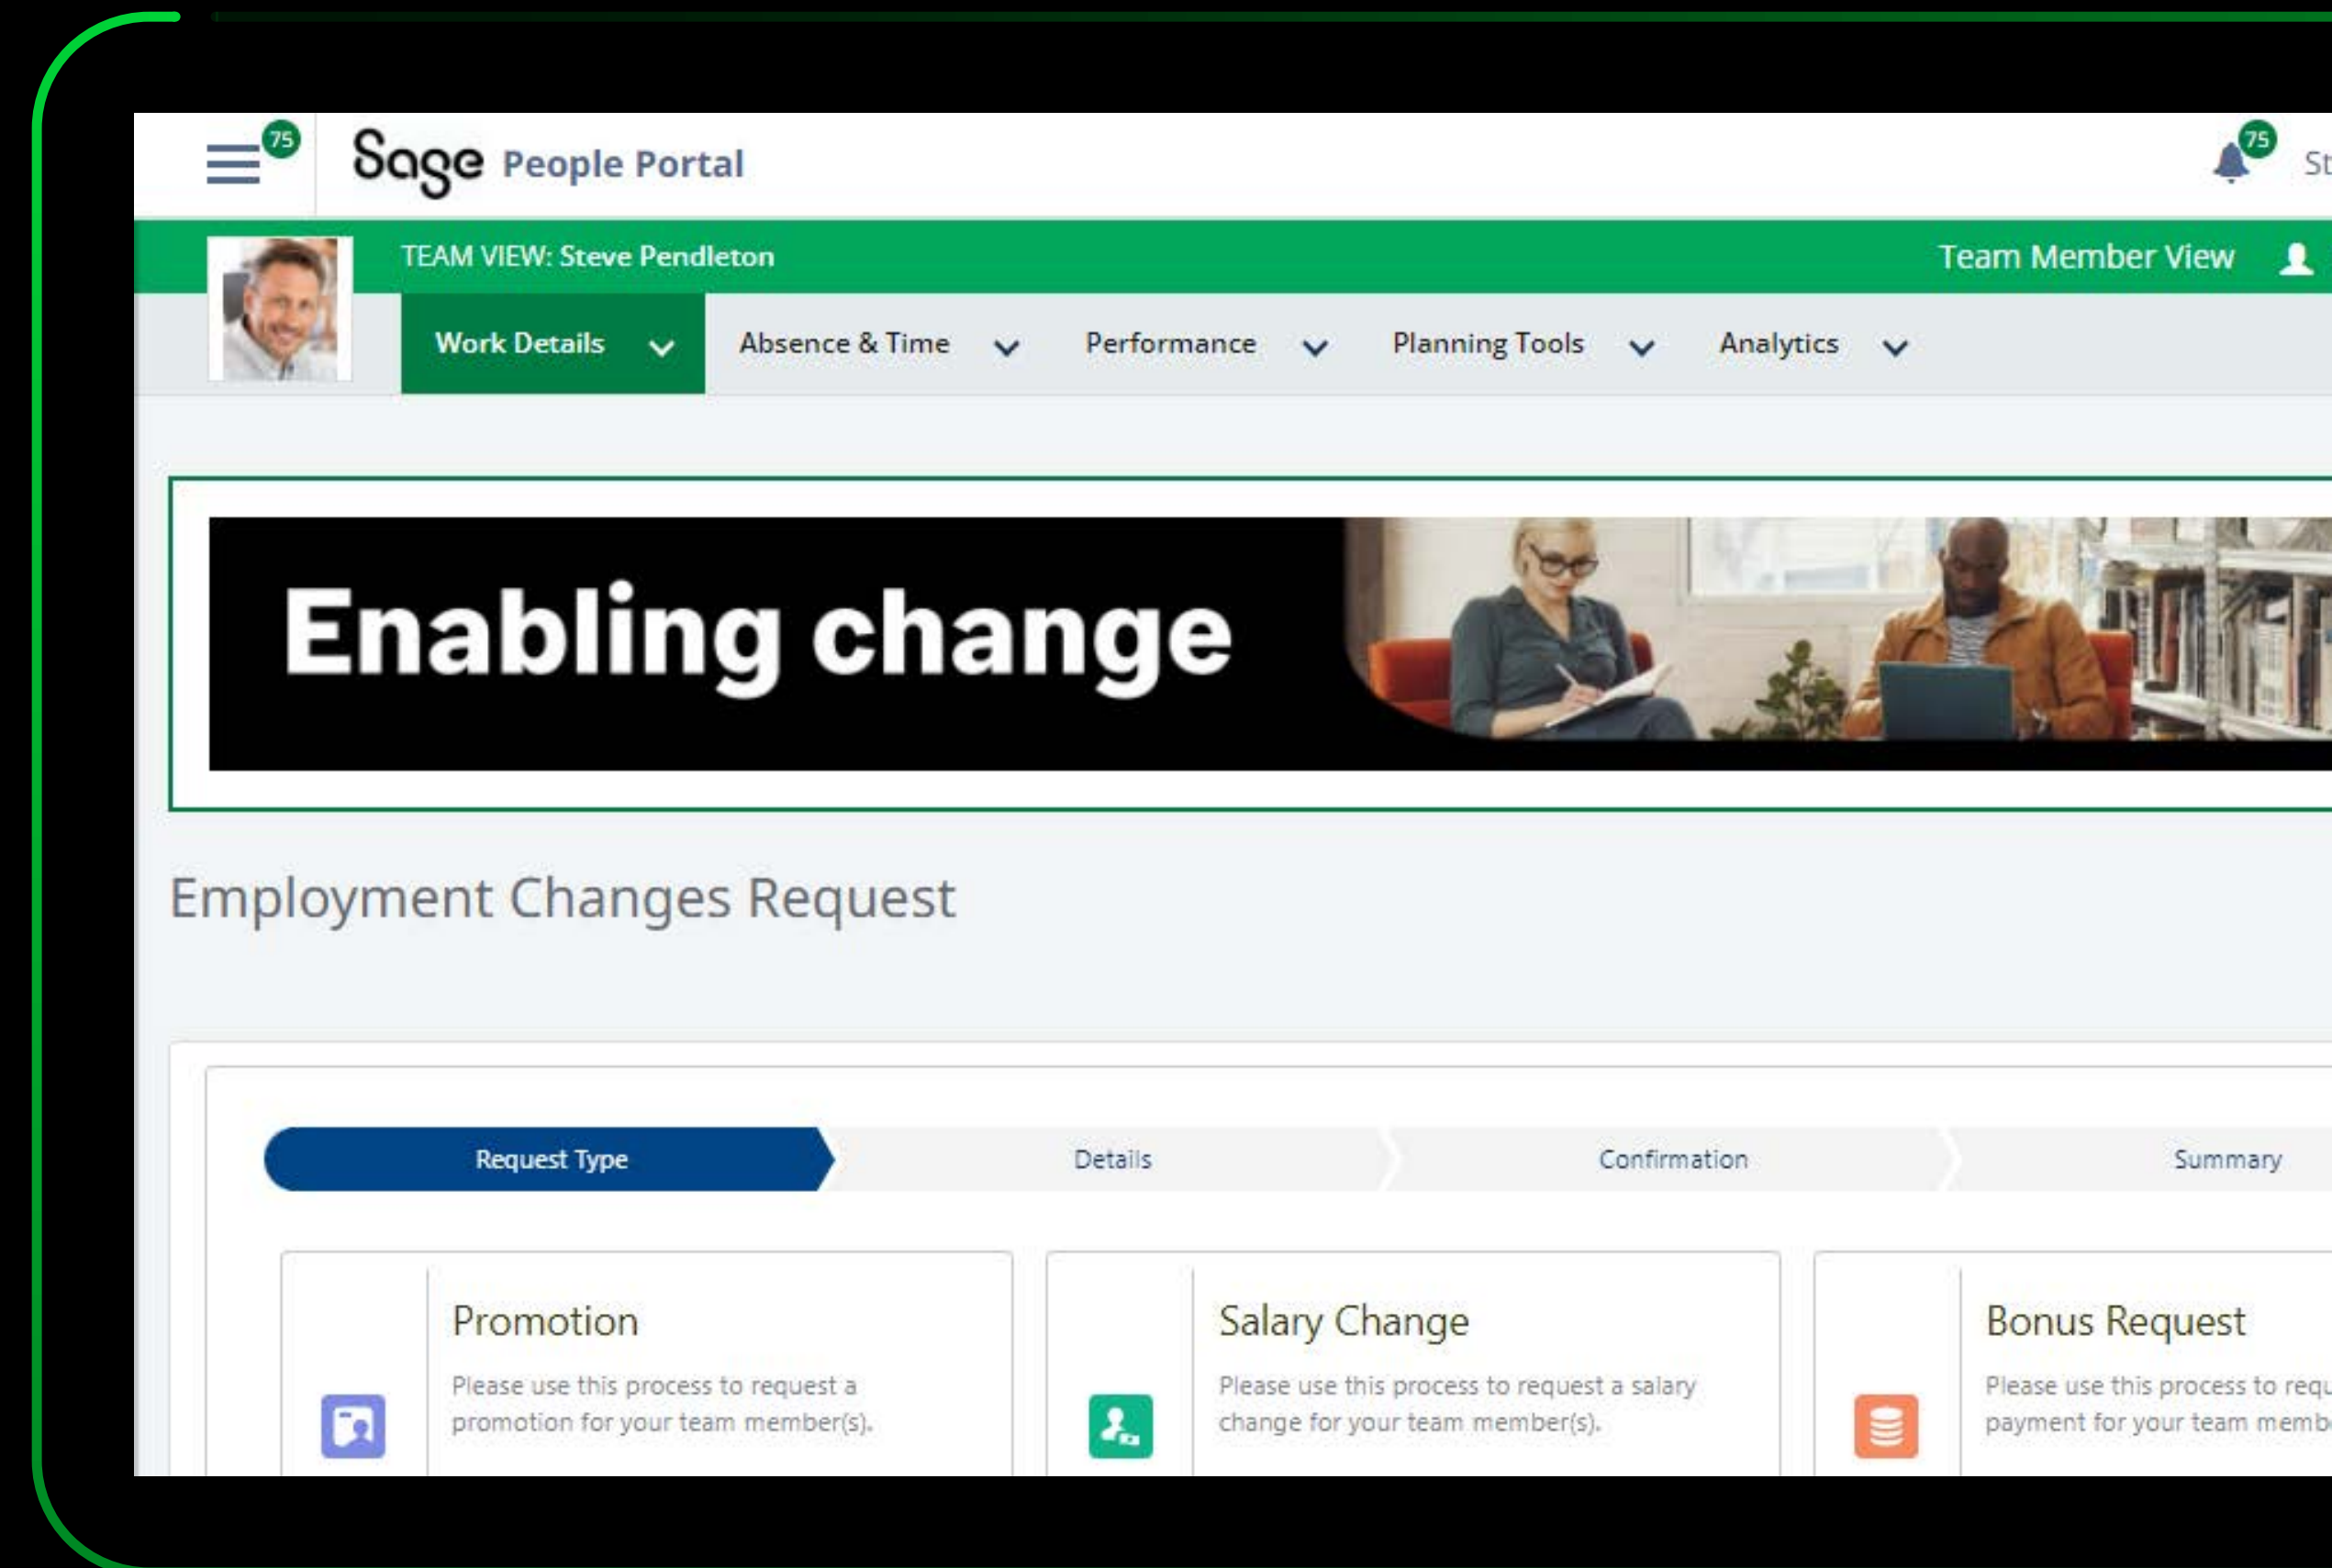 75
Sage People Portal
75
St
TEAM VIEW: Steve Pendleton
Team Member View
Work Details
Absence & Time
Performance
Planning Tools
Analytics
Enabling change
Employment Changes Request
Request Type
Details
Confirmation
Summary
Promotion
Please use this process to request a
promotion for your team member(s).
Salary Change
Please use this process to request a salary
change for your team member(s).
Bonus Request
Please use this process to requ
payment for your team memb